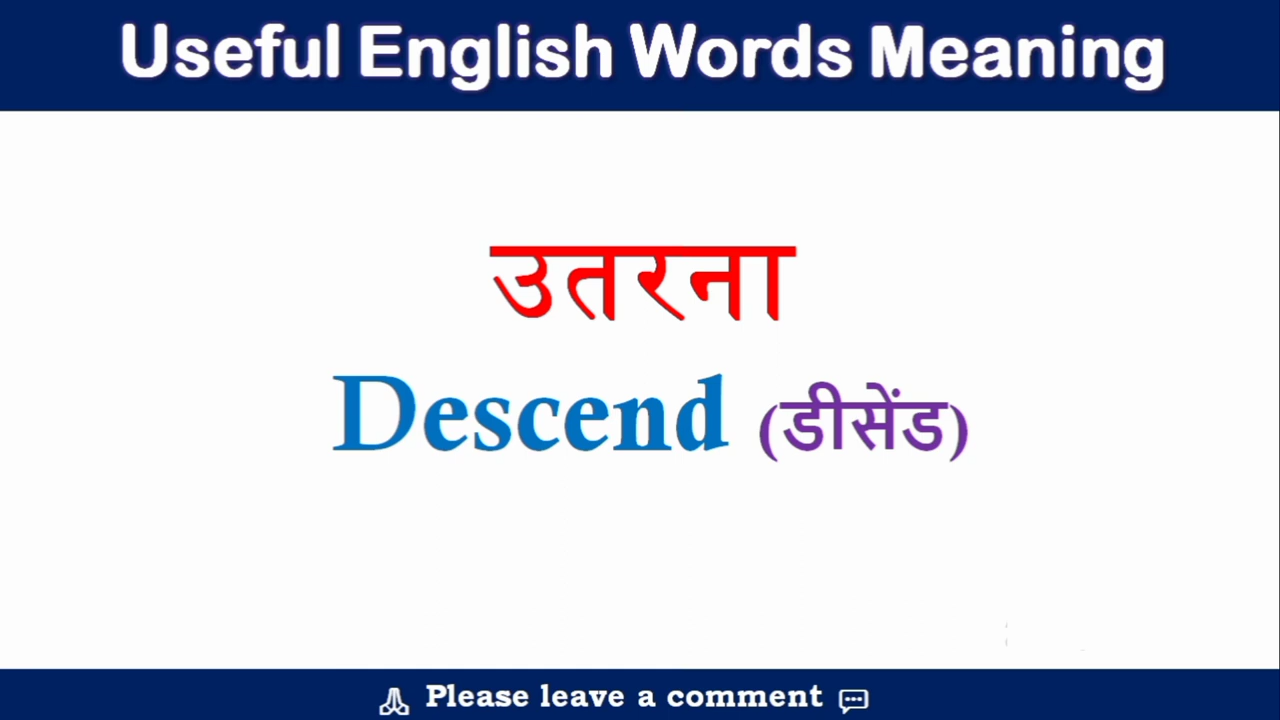 Useful English Words Meaning
उतरना
Descend (डीसेंड)
Please leave a comment